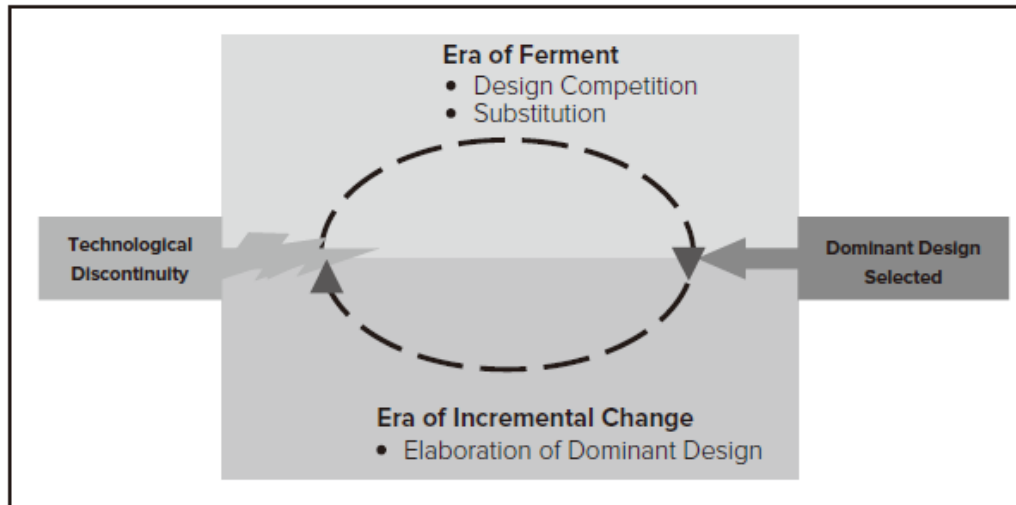 Era of Ferment
• Design Competition
• Substitution
Technological
Discontinuity
Dominant Design
Selected
Era of Incremental Change
• Elaboration of Dominant Design